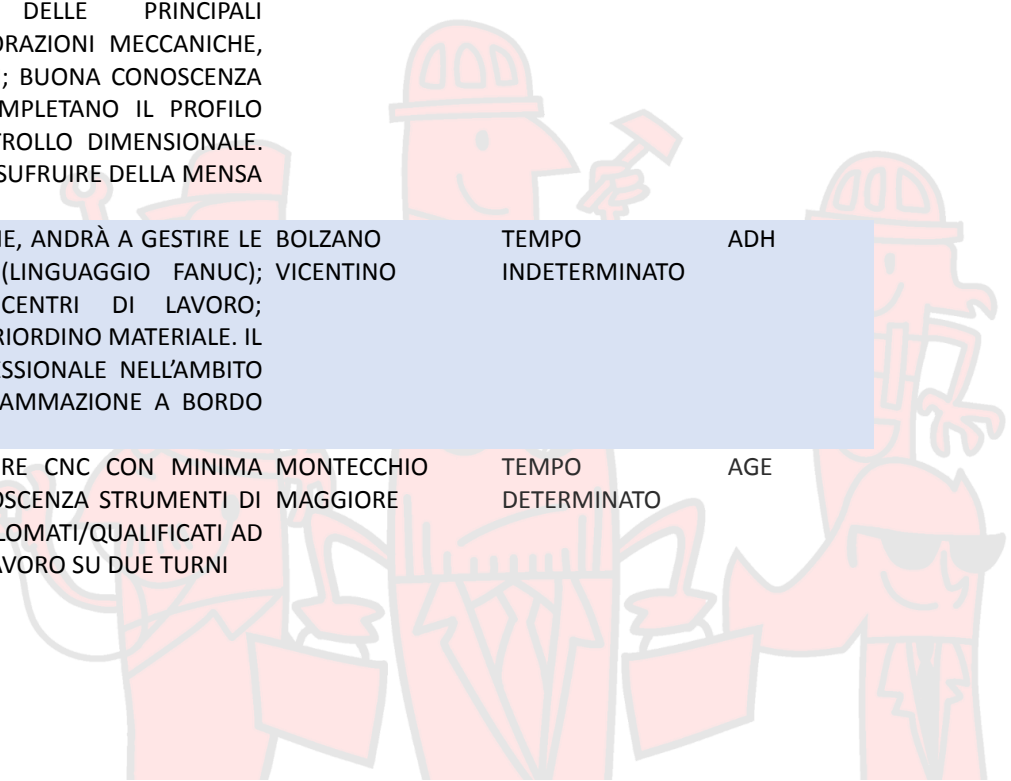 DELLE PRINCIPALI
ORAZIONI MECCANICHE,
; BUONA CONOSCENZA
MPLETANO IL PROFILO
TROLLO DIMENSIONALE.
SUFRUIRE DELLA MENSA
NE, ANDRÀ A GESTIRE LE BOLZANO TEMPO ADH
(LINGUAGGIO FANUC); VICENTINO INDETERMINATO
CENTRI DI LAVORO;
RIORDINO MATERIALE. IL
ESSIONALE NELL'AMBITO
AMMAZIONE A BORDO
RE CNC CON MINIMA MONTECCHIO TEMPO AGE
OSCENZA STRUMENTI DI MAGGIORE DETERMINATO
LOMATI/QUALIFICATI AD
AVORO SU DUE TURNI